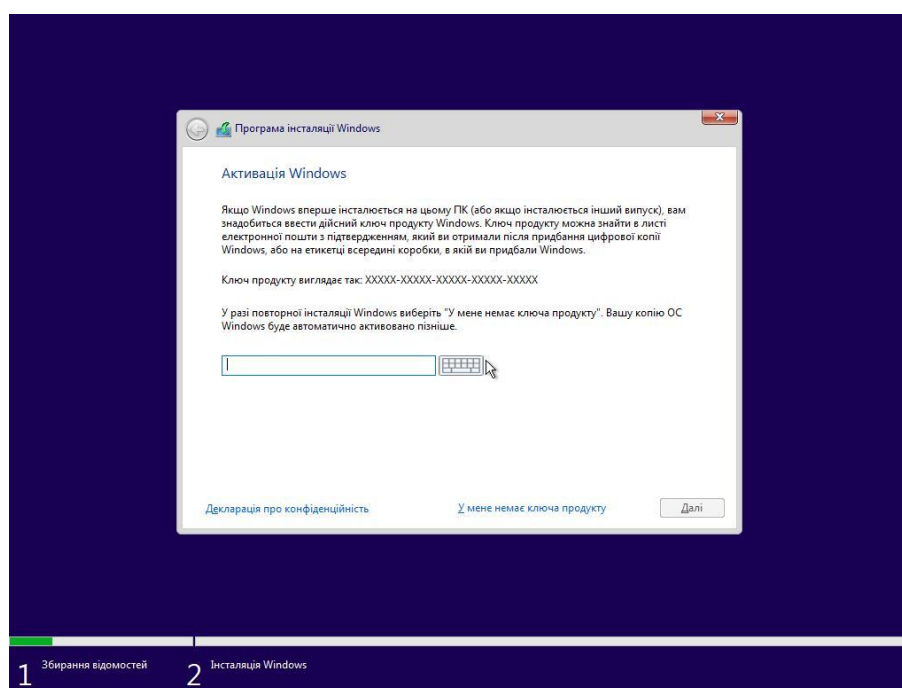 Програма інсталяції Windows
Активація Windows
Якщо Windows вперше інсталюється на цьому ПК (або якщо інсталюється інший випуск), вам
знадобиться ввести дійсний ключ продукту Windows. Ключ продукту можна знайти в листі
електронної пошти з підтвердженням, який ви отримали після придбання цифрової копії
Windows, або на етикетці всередині коробки, в якій ви придбали Windows.
Ключ продукту виглядає так: XXXXX-XXXXX-XXXXX-XXXXX-XXXXX
У разі повторної інсталяції Windows виберіть "У мене немає ключа продукту". Вашу копію ОС
Windows буде автоматично активовано пізніше.
Декларація про конфіденційність
У мене немає ключа продукту
Далі
1 Збирання відомостей
2 Інсталяція Windows